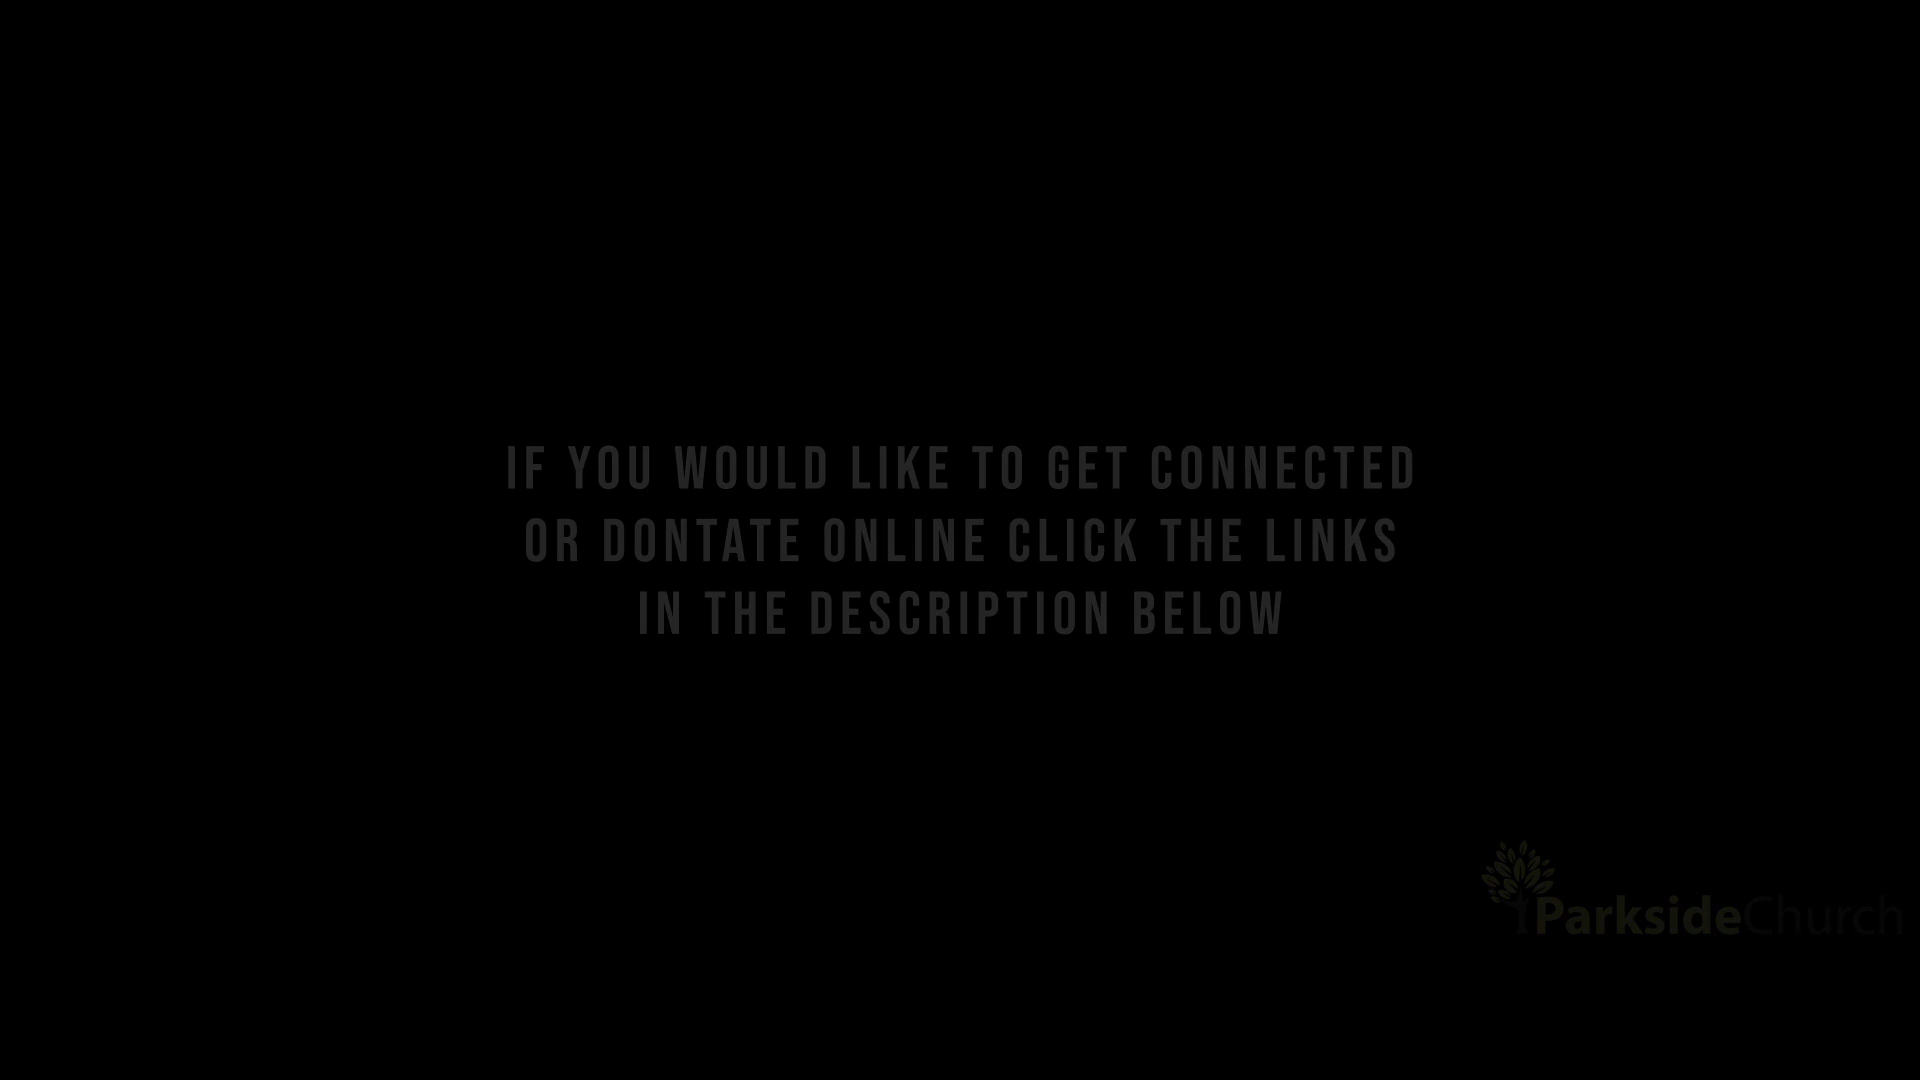 IF YOU WOULD LIKE TO GET CONNECTED
OR DONTATE ONLINE CLICK THE LINKS
IN THE DESCRIPTION BELOW
ParksideChurch